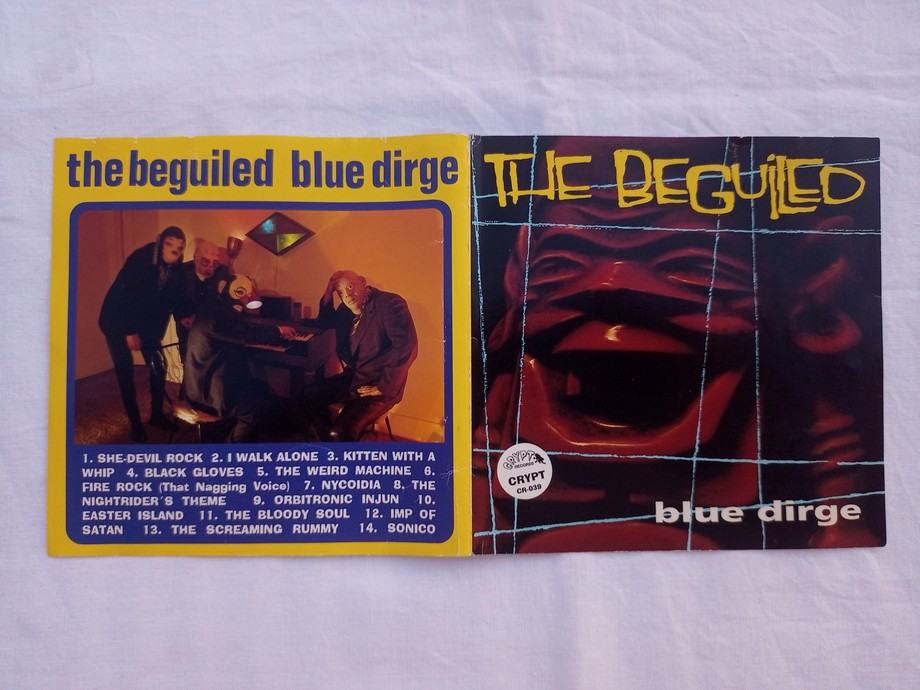 the beguiled blue dirge
1. SHE-DEVIL ROCK 2. I WALK ALONE 3. KITTEN WITH A
WHIP 4. BLACK GLOVES 5. THE WEIRD MACHINE 6.
FIRE ROCK (That Nagging Voice) 7. NYCOIDIA 8. THE
NIGHTRIDER'S THEME 9. ORBITRONIC INJUN 10.
EASTER ISLAND 11. THE BLOODY SOUL 12. IMP OF
SATAN 13. THE SCREAMING RUMMY 14. SONICO
THE BEGUiLED
CRYPT
RECORDS
CRYPT
CR-039
blue dirge